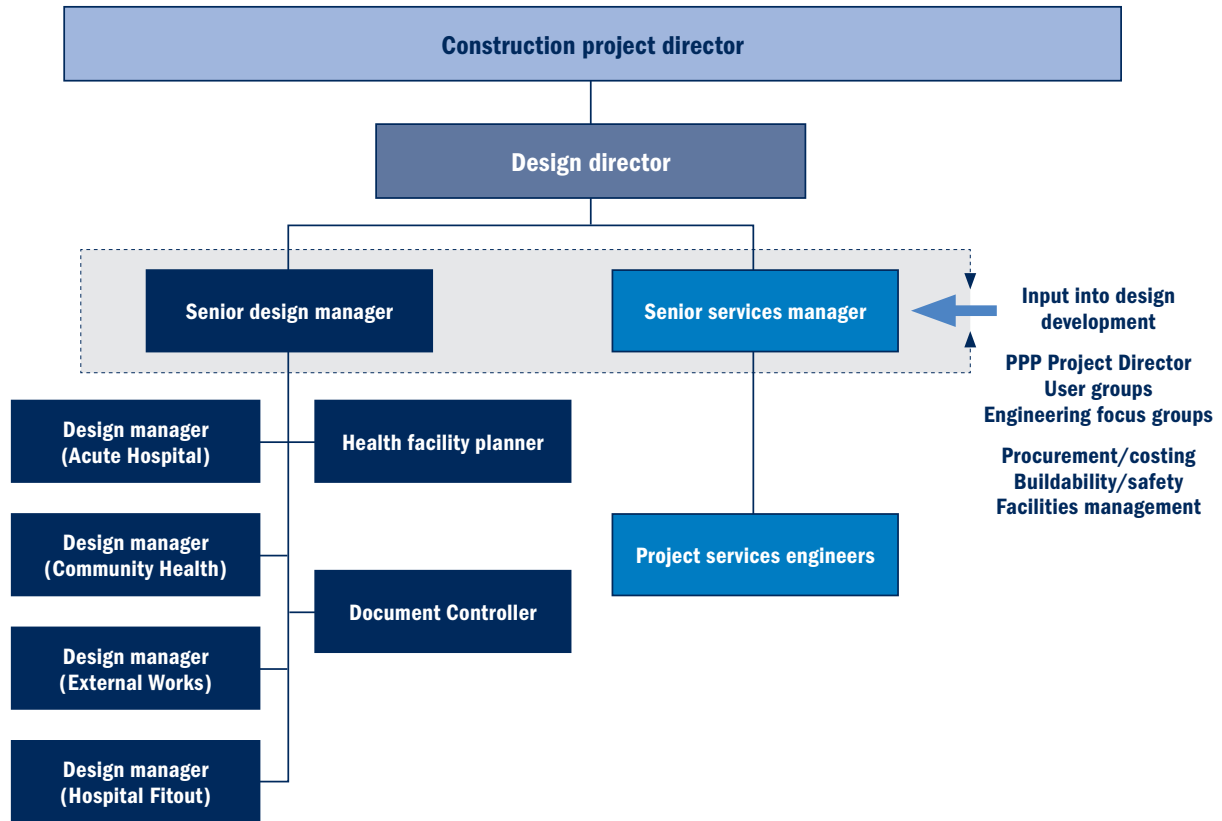 Construction project director
Design director
Senior design manager
Senior services manager
Input into design
development
PPP Project Director
User groups
Engineering focus groups
Procurement/costing
Buildability/safety
Facilities management
Design manager
(Acute Hospital)
Health facility planner
Design manager
(Community Health)
Project services engineers
Document Controller
Design manager
(External Works)
Design manager
(Hospital Fitout)